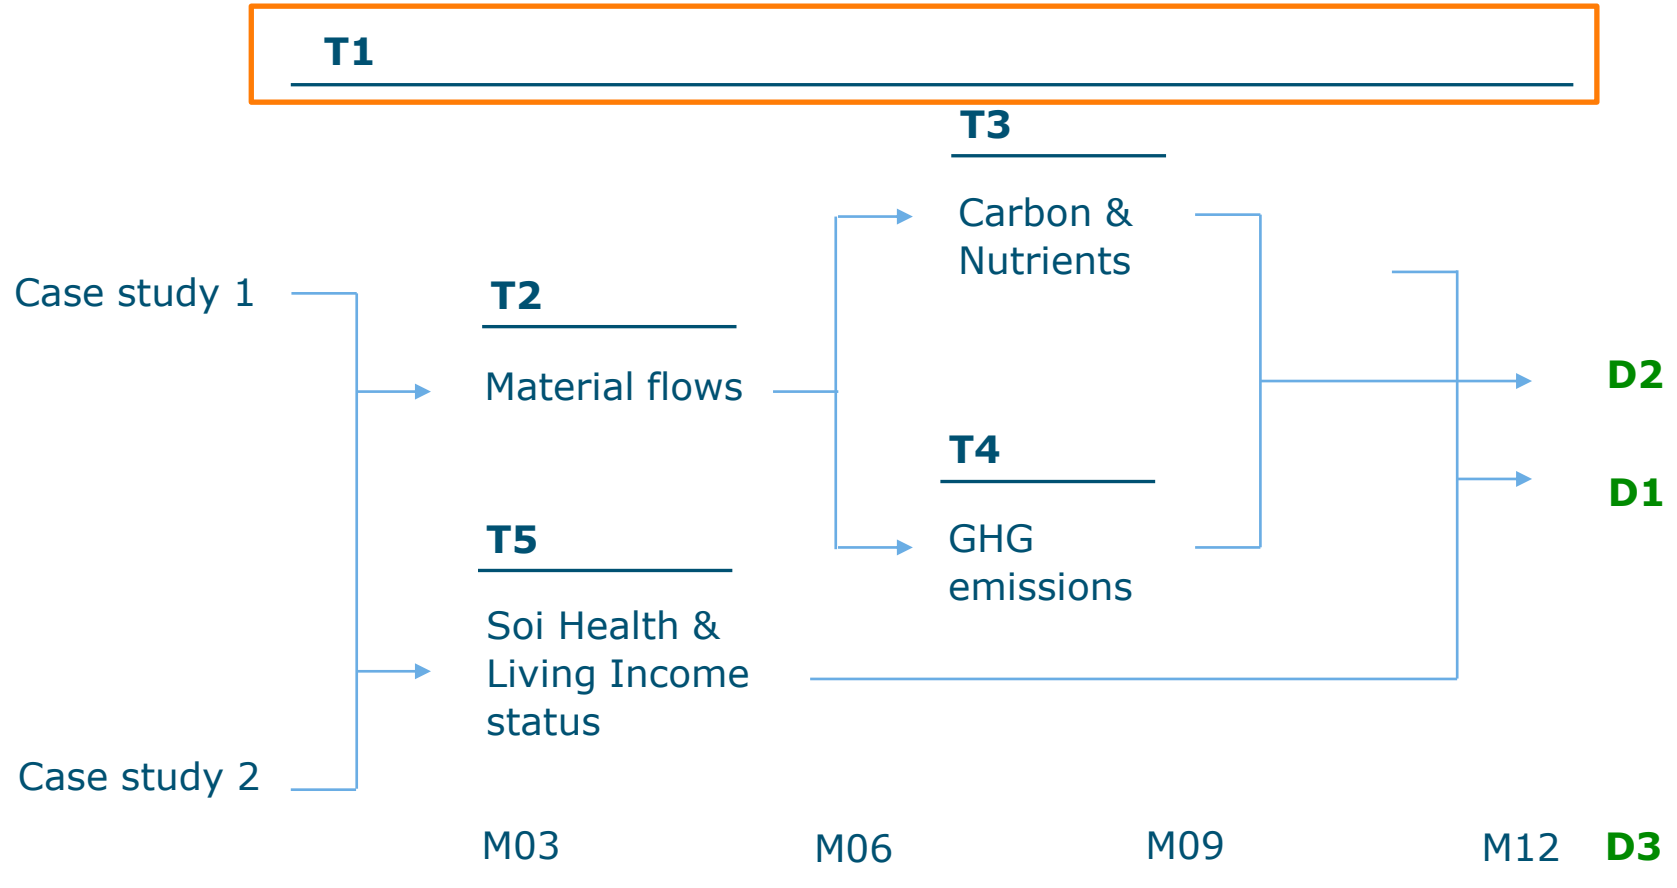 T1
T3
Carbon &
Nutrients
Case study 1
T2
Material flows
D2
T4
D1
T5
GHG
emissions
Soi Health &
Living Income
status
Case study 2
M03
M06
M09
M12
D3